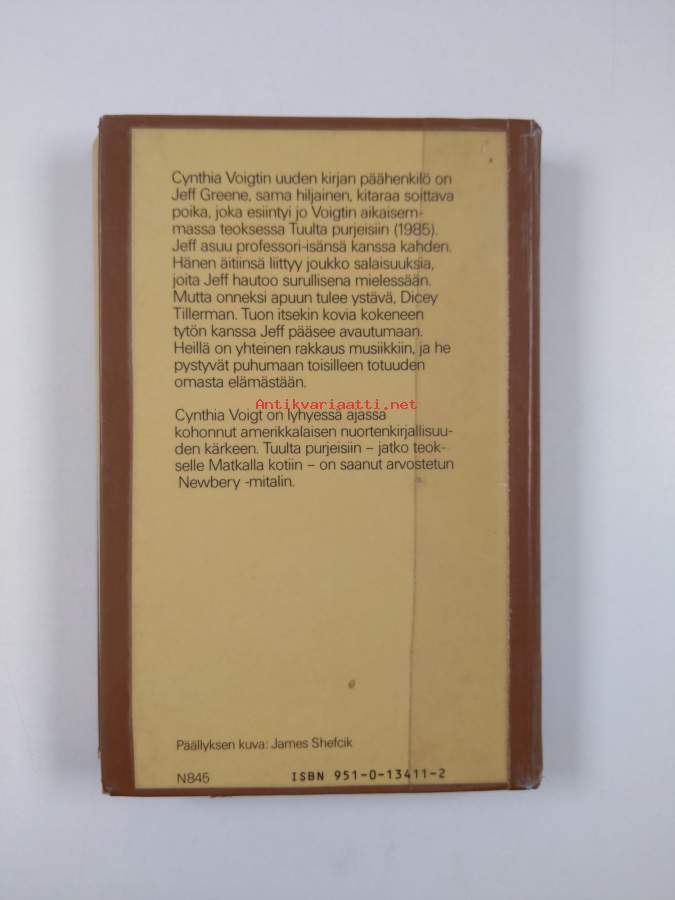 Cynthia Voigtin uuden kirjan päähenkilö on
Jeff Greene, sama hiljainen, kitaraa soittava
poika, joka esiintyi jo Voigtin aikaisem-
massa teoksessa Tuulta purjeisiin (1985).
Jeff asuu professori-isänsä kanssa kahden.
Hänen äitiinsä liittyy joukko salaisuuksia,
joita Jeff hautoo surullisena mielessään.
Mutta onneksi apuun tulee ystävä, Dicey
Tillerman. Tuon itsekin kovia kokeneen
tytön kanssa Jeff pääsee avautumaan.
Heillä on yhteinen rakkaus musiikkiin, ja he
pystyvät puhumaan toisilleen totuuden
omasta elämästään.
Antikvariaatti.net
Cynthia Voigt on lyhyessä ajassa
kohonnut amerikkalaisen nuortenkirjallisuu-
den kärkeen. Tuulta purjeisiin – jatko teok-
selle Matkalla kotiin – on saanut arvostetun
Newbery -mitalin.
Päällyksen kuva: James Shefcik
N845
ISBN 951-0-13411-2